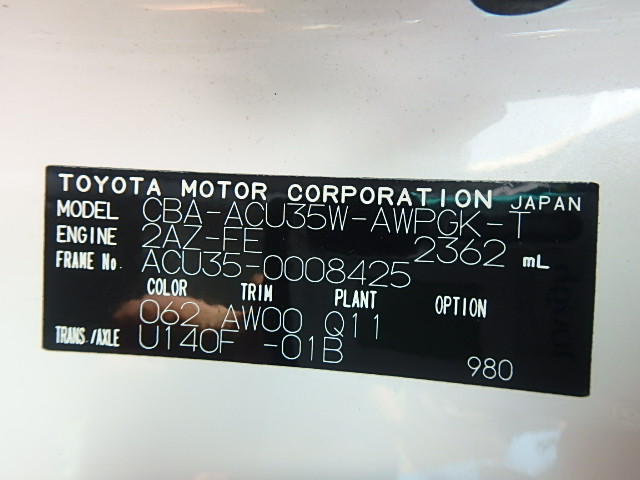 TOYOTA MOTOR CORPORATION JAPAN
MODEL CBA-ACU35W-AWPGK-T
ENGINE 2AZ-FE 2362 mL
FRAME No ACU35-0008425
COLOR TRIM PLANT OPTION
062 AW00 Q11
TRANS./AXLE U140F -01B
980